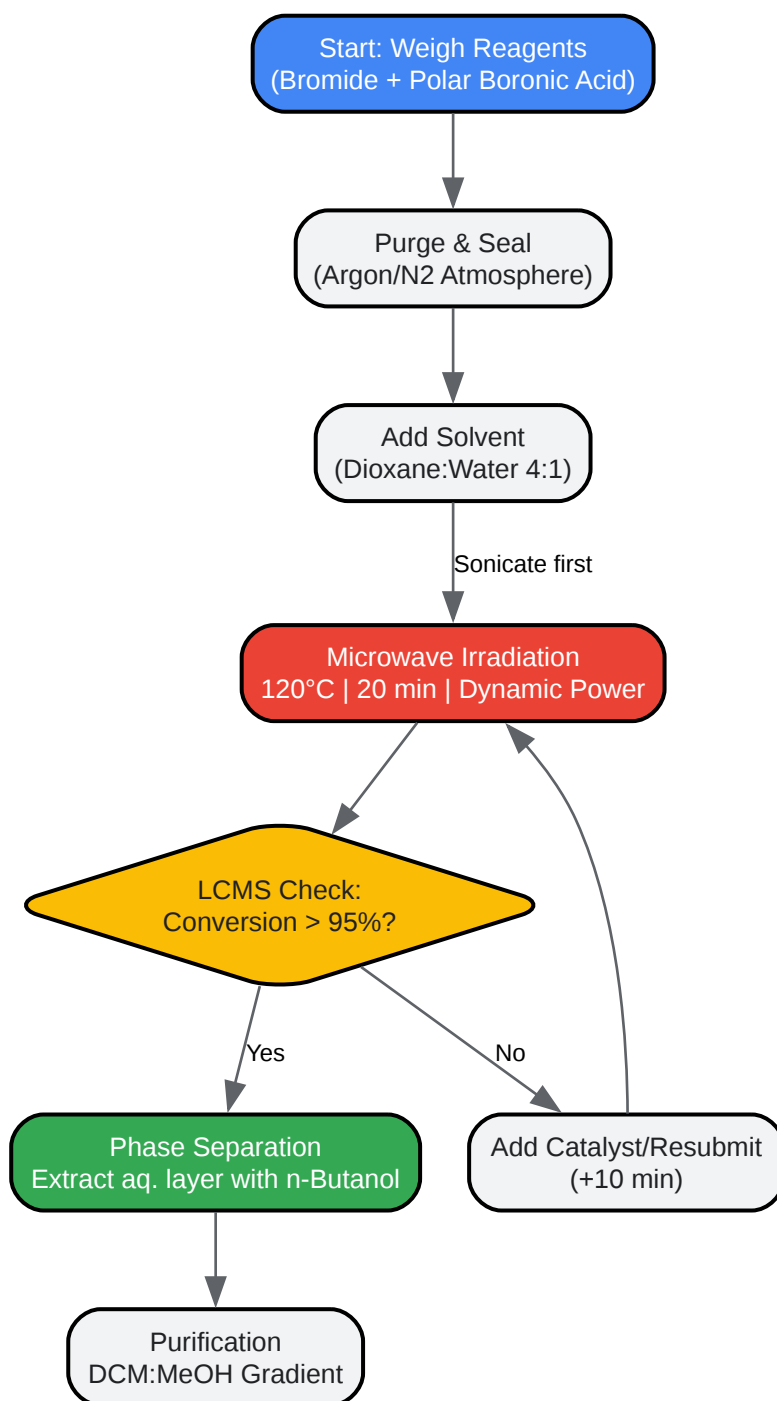 Start: Weigh Reagents
(Bromide + Polar Boronic Acid)
Purge & Seal
(Argon/N2 Atmosphere)
Add Solvent
(Dioxane:Water 4:1)
Sonicate first
Microwave Irradiation
120°C | 20 min | Dynamic Power
LCMS Check:
Conversion > 95%?
Yes
No
Phase Separation
Extract aq. layer with n-Butanol
Add Catalyst/Resubmit
(+10 min)
Purification
DCM:MeOH Gradient